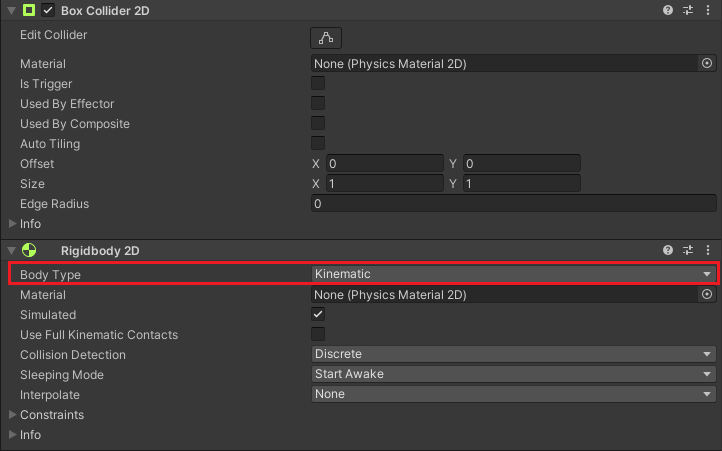 Box Collider 2D
Edit Collider
Material None (Physics Material 2D)
Is Trigger
Used By Effector
Used By Composite
Auto Tiling
Offset X 0 Y 0
Size X 1 Y 1
Edge Radius 0
Info
Rigidbody 2D
Body Type Kinematic
Material None (Physics Material 2D)
Simulated
Use Full Kinematic Contacts
Collision Detection Discrete
Sleeping Mode Start Awake
Interpolate None
Constraints
Info